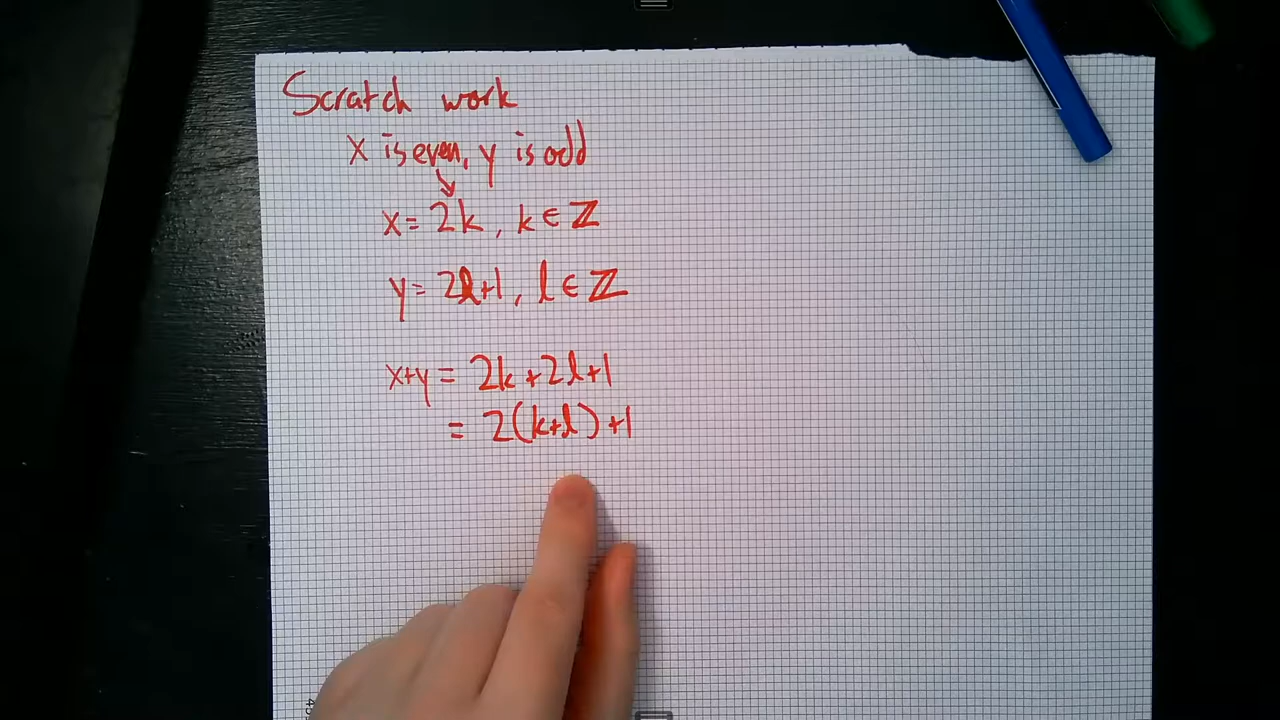 Scratch work
x is even, y is odd
x = 2k, k ∈ ℤ
y = 2l+1, l ∈ ℤ
x+y = 2k+2l+1
= 2(k+l)+1